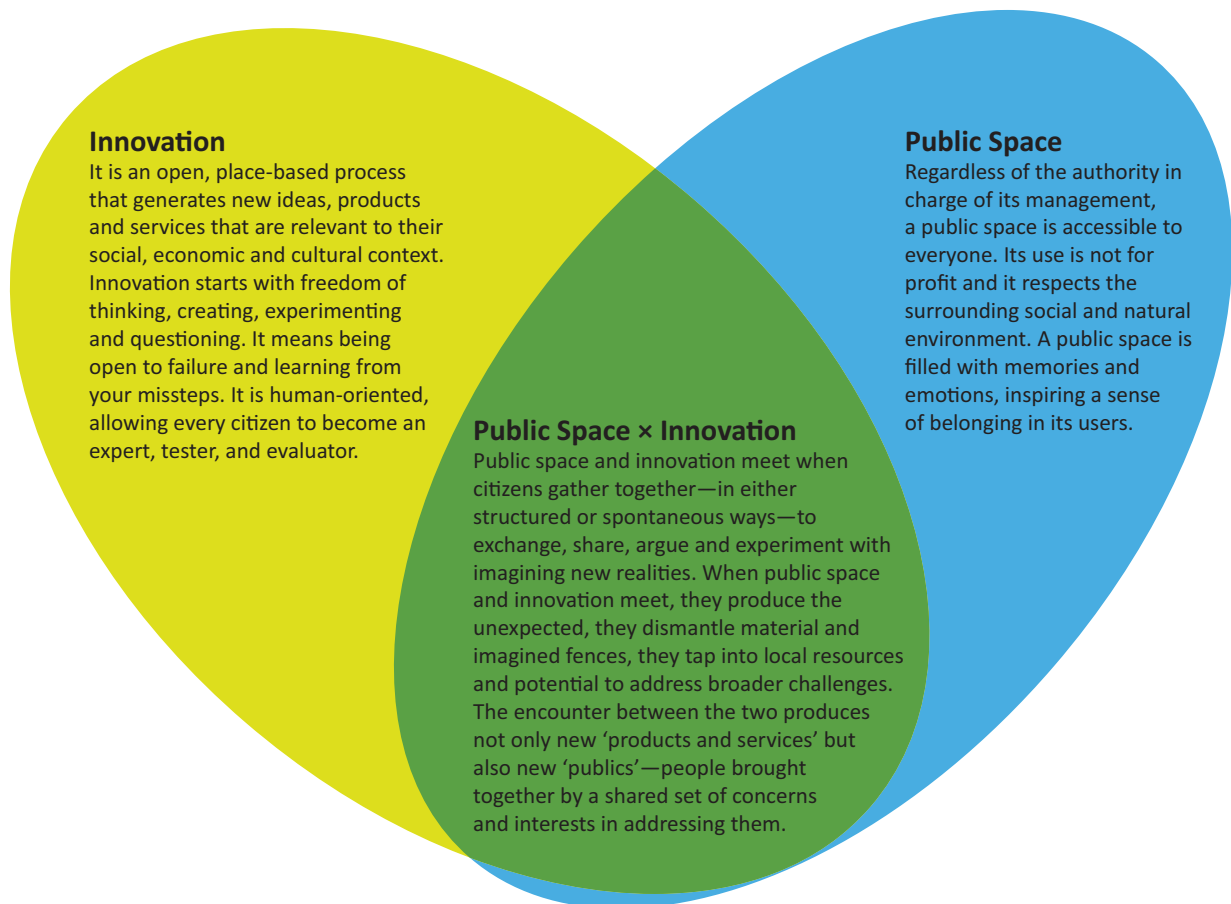 Innovation
It is an open, place-based process
that generates new ideas, products
and services that are relevant to their
social, economic and cultural context.
Innovation starts with freedom of
thinking, creating, experimenting
and questioning. It means being
open to failure and learning from
your missteps. It is human-oriented,
allowing every citizen to become an
expert, tester, and evaluator.
Public Space
Regardless of the authority in
charge of its management,
a public space is accessible to
everyone. Its use is not for
profit and it respects the
surrounding social and natural
environment. A public space is
filled with memories and
emotions, inspiring a sense
of belonging in its users.
Public Space × Innovation
Public space and innovation meet when
citizens gather together—in either
structured or spontaneous ways—to
exchange, share, argue and experiment with
imagining new realities. When public space
and innovation meet, they produce the
unexpected, they dismantle material and
imagined fences, they tap into local resources
and potential to address broader challenges.
The encounter between the two produces
not only new ‘products and services’ but
also new ‘publics’—people brought
together by a shared set of concerns
and interests in addressing them.